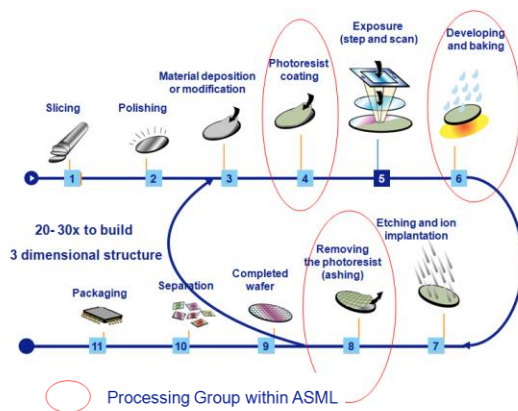 Slicing
1
Polishing
2
Material deposition
or modification
3
Photoresist
coating
4
Exposure
(step and scan)
5
Developing
and baking
6
20- 30x to build
3 dimensional structure
Etching and ion
implantation
7
Removing
the photoresist
(ashing)
8
Completed
wafer
9
Separation
10
Packaging
11
Processing Group within ASML